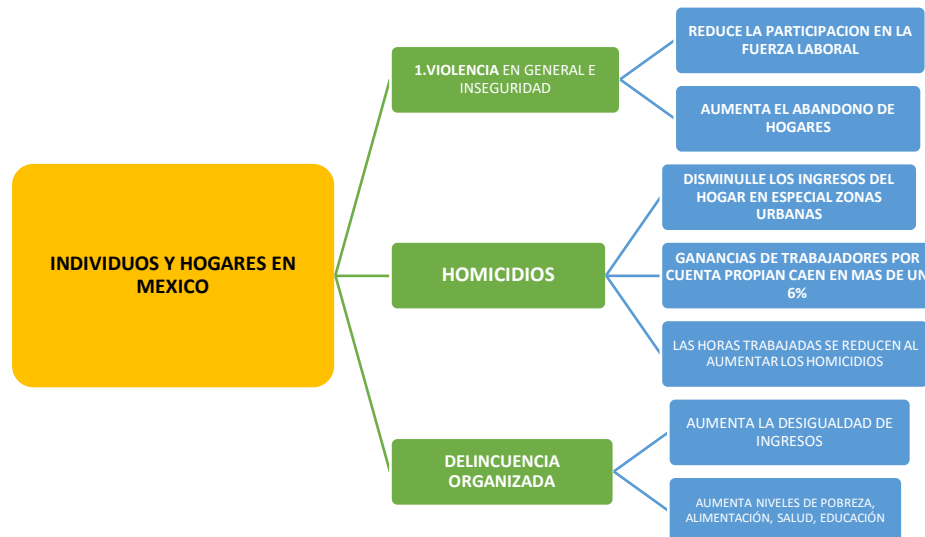 INDIVIDUOS Y HOGARES EN
MEXICO
1.VIOLENCIA EN GENERAL E
INSEGURIDAD
REDUCE LA PARTICIPACION EN LA
FUERZA LABORAL
AUMENTA EL ABANDONO DE
HOGARES
HOMICIDIOS
DISMINULLE LOS INGRESOS DEL
HOGAR EN ESPECIAL ZONAS
URBANAS
GANANCIAS DE TRABAJADORES POR
CUENTA PROPIAN CAEN EN MAS DE UN
6%
LAS HORAS TRABAJADAS SE REDUCEN AL
AUMENTAR LOS HOMICIDIOS
DELINCUENCIA
ORGANIZADA
AUMENTA LA DESIGUALDAD DE
INGRESOS
AUMENTA NIVELES DE POBREZA,
ALIMENTACIÓN, SALUD, EDUCACIÓN